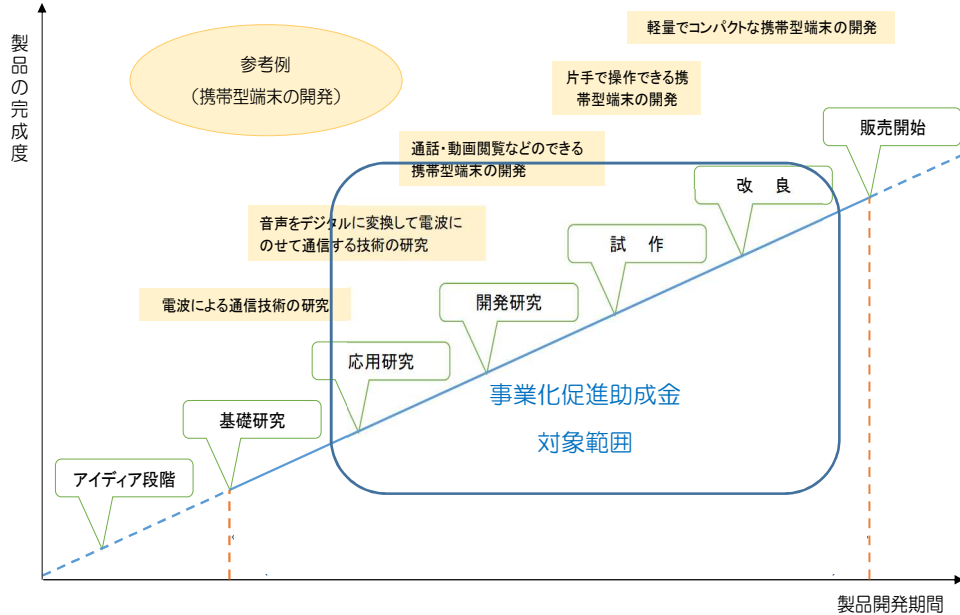 製品の完成度
参考例
（携帯型端末の開発）
軽量でコンパクトな携帯型端末の開発
片手で操作できる携
帯型端末の開発
通話・動画閲覧などのできる
携帯型端末の開発
音声をデジタルに変換して電波に
のせて通信する技術の研究
電波による通信技術の研究
販売開始
改　良
試　作
開発研究
応用研究
基礎研究
アイディア段階
事業化促進助成金
対象範囲
製品開発期間